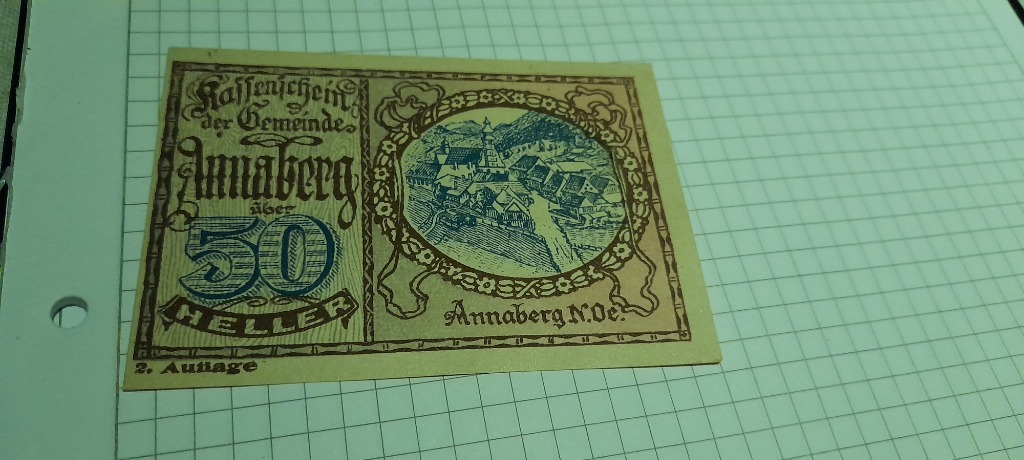 Kassenschein
der Gemeinde
Annaberg
über
50
HELLER
Annaberg N. Oe.
2. Auflage